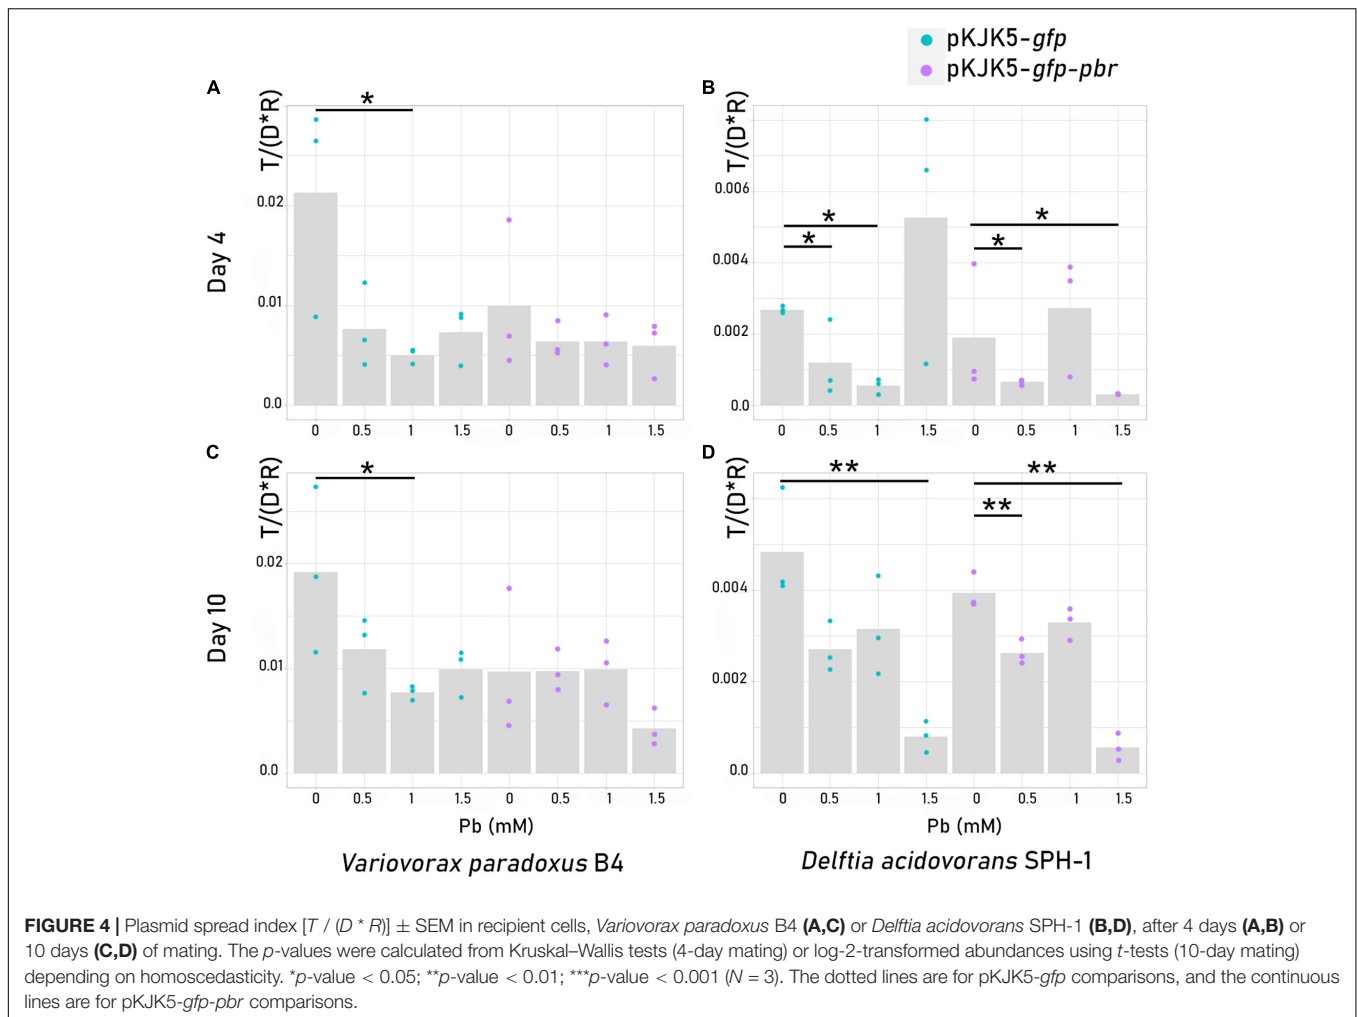 pKJK5-gfp
pKJK5-gfp-pbr
A
B
T/(D*R)
T/(D*R)
Day 4
*
0.02
0.01
0.0
0 0.5 1 1.5 0 0.5 1 1.5
* * * *
0.006
0.004
0.002
0.0
0 0.5 1 1.5 0 0.5 1 1.5
C
D
T/(D*R)
T/(D*R)
Day 10
*
0.02
0.01
0.0
0 0.5 1 1.5 0 0.5 1 1.5
Pb (mM)
Variovorax paradoxus B4
** ** **
0.004
0.002
0.0
0 0.5 1 1.5 0 0.5 1 1.5
Pb (mM)
Delftia acidovorans SPH-1
FIGURE 4 | Plasmid spread index [T / (D * R)] ± SEM in recipient cells, Variovorax paradoxus B4 (A,C) or Delftia acidovorans SPH-1 (B,D), after 4 days (A,B) or
10 days (C,D) of mating. The p-values were calculated from Kruskal–Wallis tests (4-day mating) or log-2-transformed abundances using t-tests (10-day mating)
depending on homoscedasticity. *p-value < 0.05; **p-value < 0.01; ***p-value < 0.001 (N = 3). The dotted lines are for pKJK5-gfp comparisons, and the continuous
lines are for pKJK5-gfp-pbr comparisons.